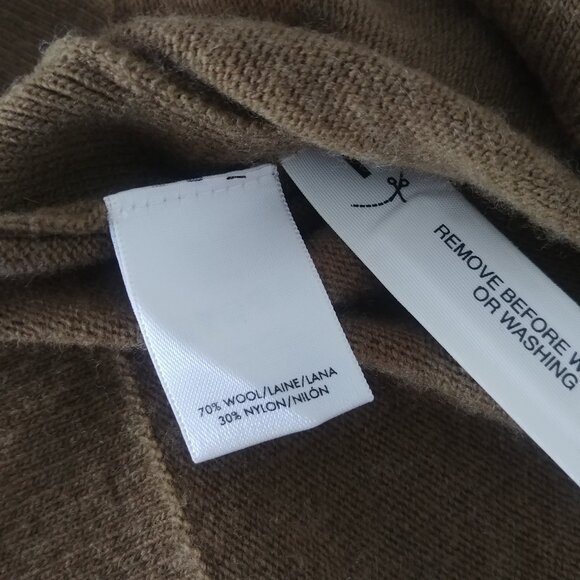 70% WOOL/LAINE/LANA
30% NYLON/NILÓN
REMOVE BEFORE W
OR WASHING